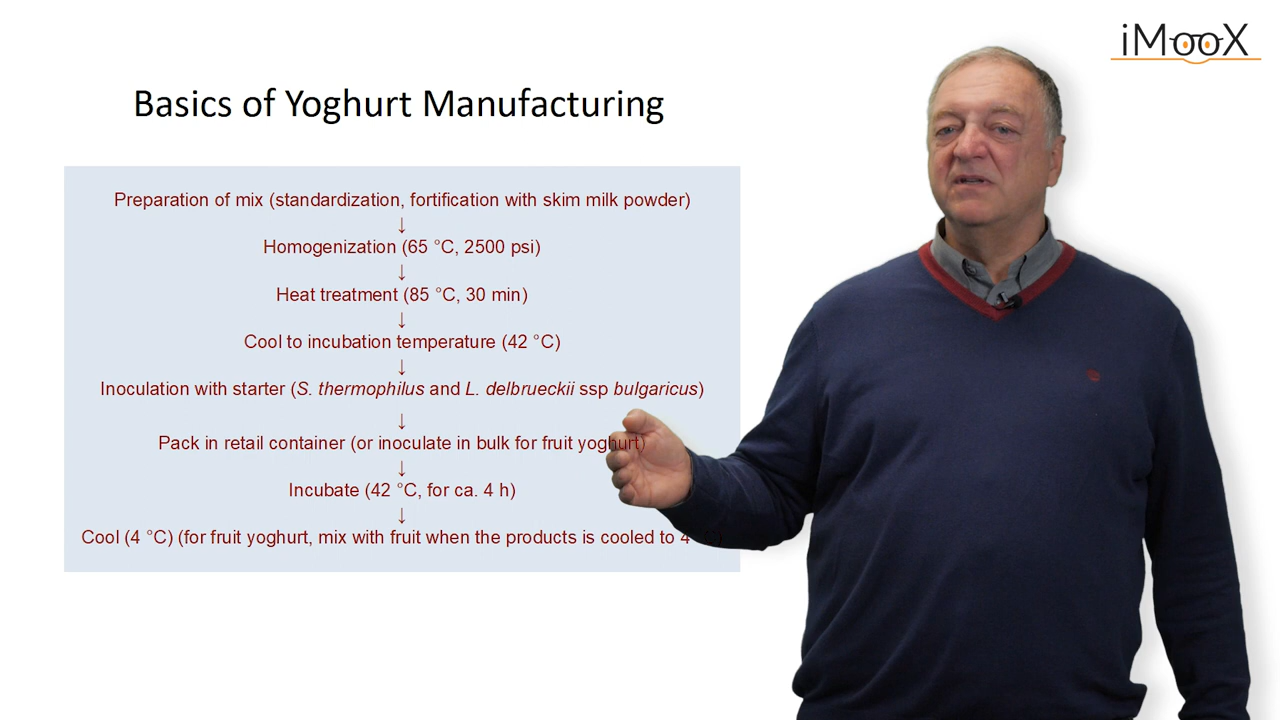 iMooX
Basics of Yoghurt Manufacturing
Preparation of mix (standardization, fortification with skim milk powder)
↓
Homogenization (65 °C, 2500 psi)
↓
Heat treatment (85 °C, 30 min)
↓
Cool to incubation temperature (42 °C)
↓
Inoculation with starter (S. thermophilus and L. delbrueckii ssp bulgaricus)
↓
Pack in retail container (or inoculate in bulk for fruit yoghurt)
↓
Incubate (42 °C, for ca. 4 h)
↓
Cool (4 °C) (for fruit yoghurt, mix with fruit when the products is cooled to 4 °C)